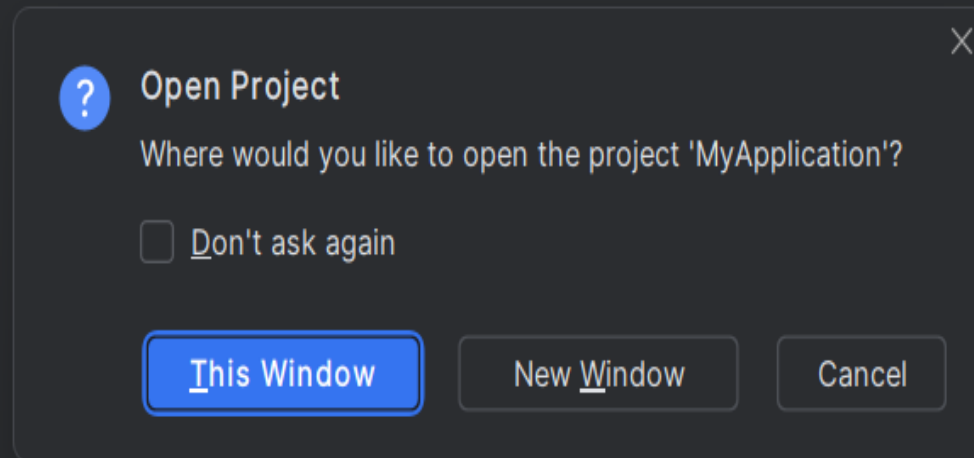 Open Project
Where would you like to open the project 'MyApplication'?
Don't ask again
This Window New Window Cancel